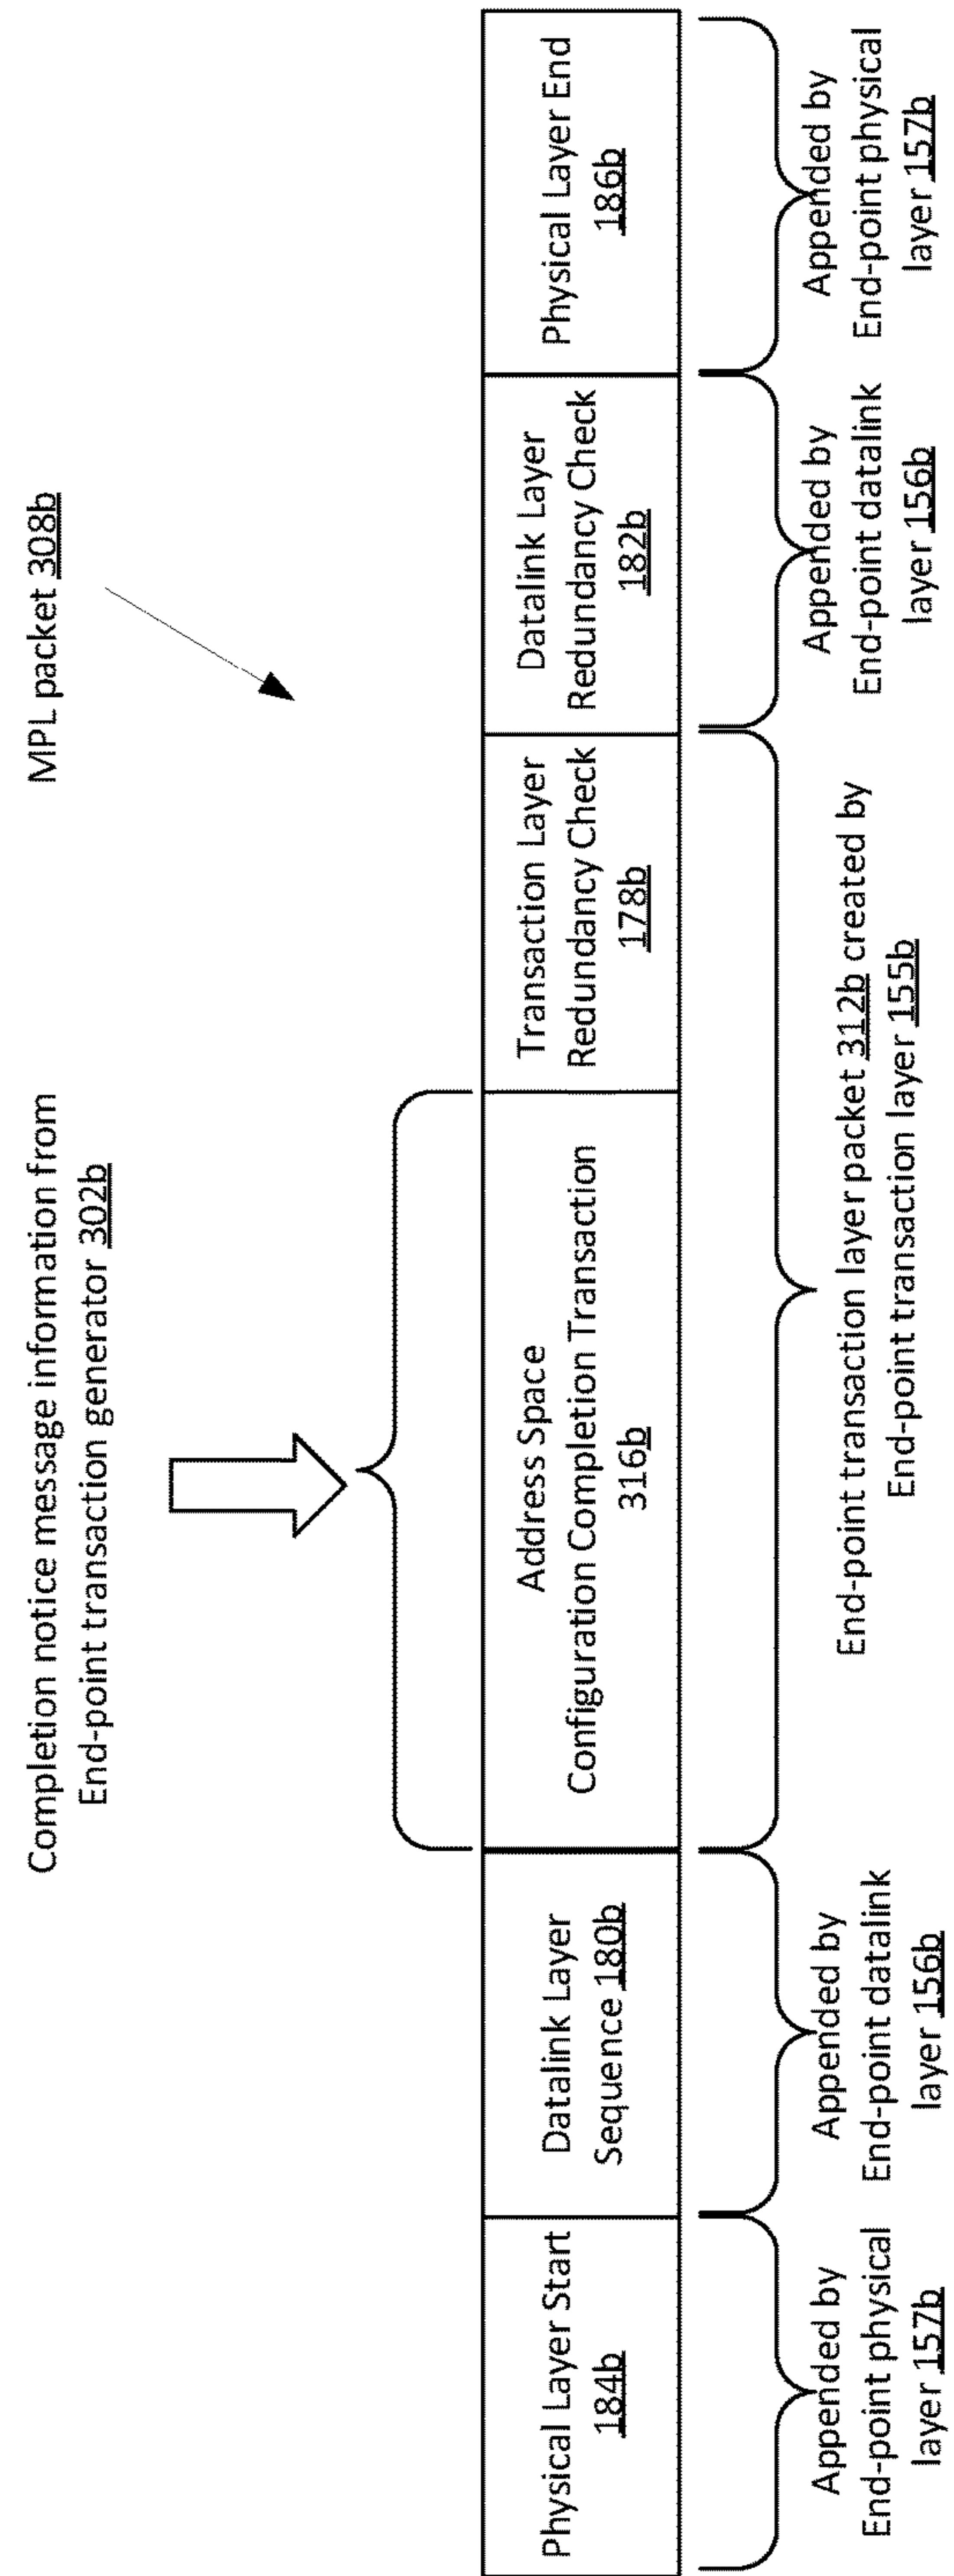 MPL packet 308b
Completion notice message information from
End-point transaction generator 302b
Physical Layer Start
184b
Datalink Layer
Sequence 180b
Address Space
Configuration Completion Transaction
316b
Transaction Layer
Redundancy Check
178b
Datalink Layer
Redundancy Check
182b
Physical Layer End
186b
Appended by
End-point physical
layer 157b
Appended by
End-point datalink
layer 156b
End-point transaction layer packet 312b created by
End-point transaction layer 155b
Appended by
End-point datalink
layer 156b
Appended by
End-point physical
layer 157b